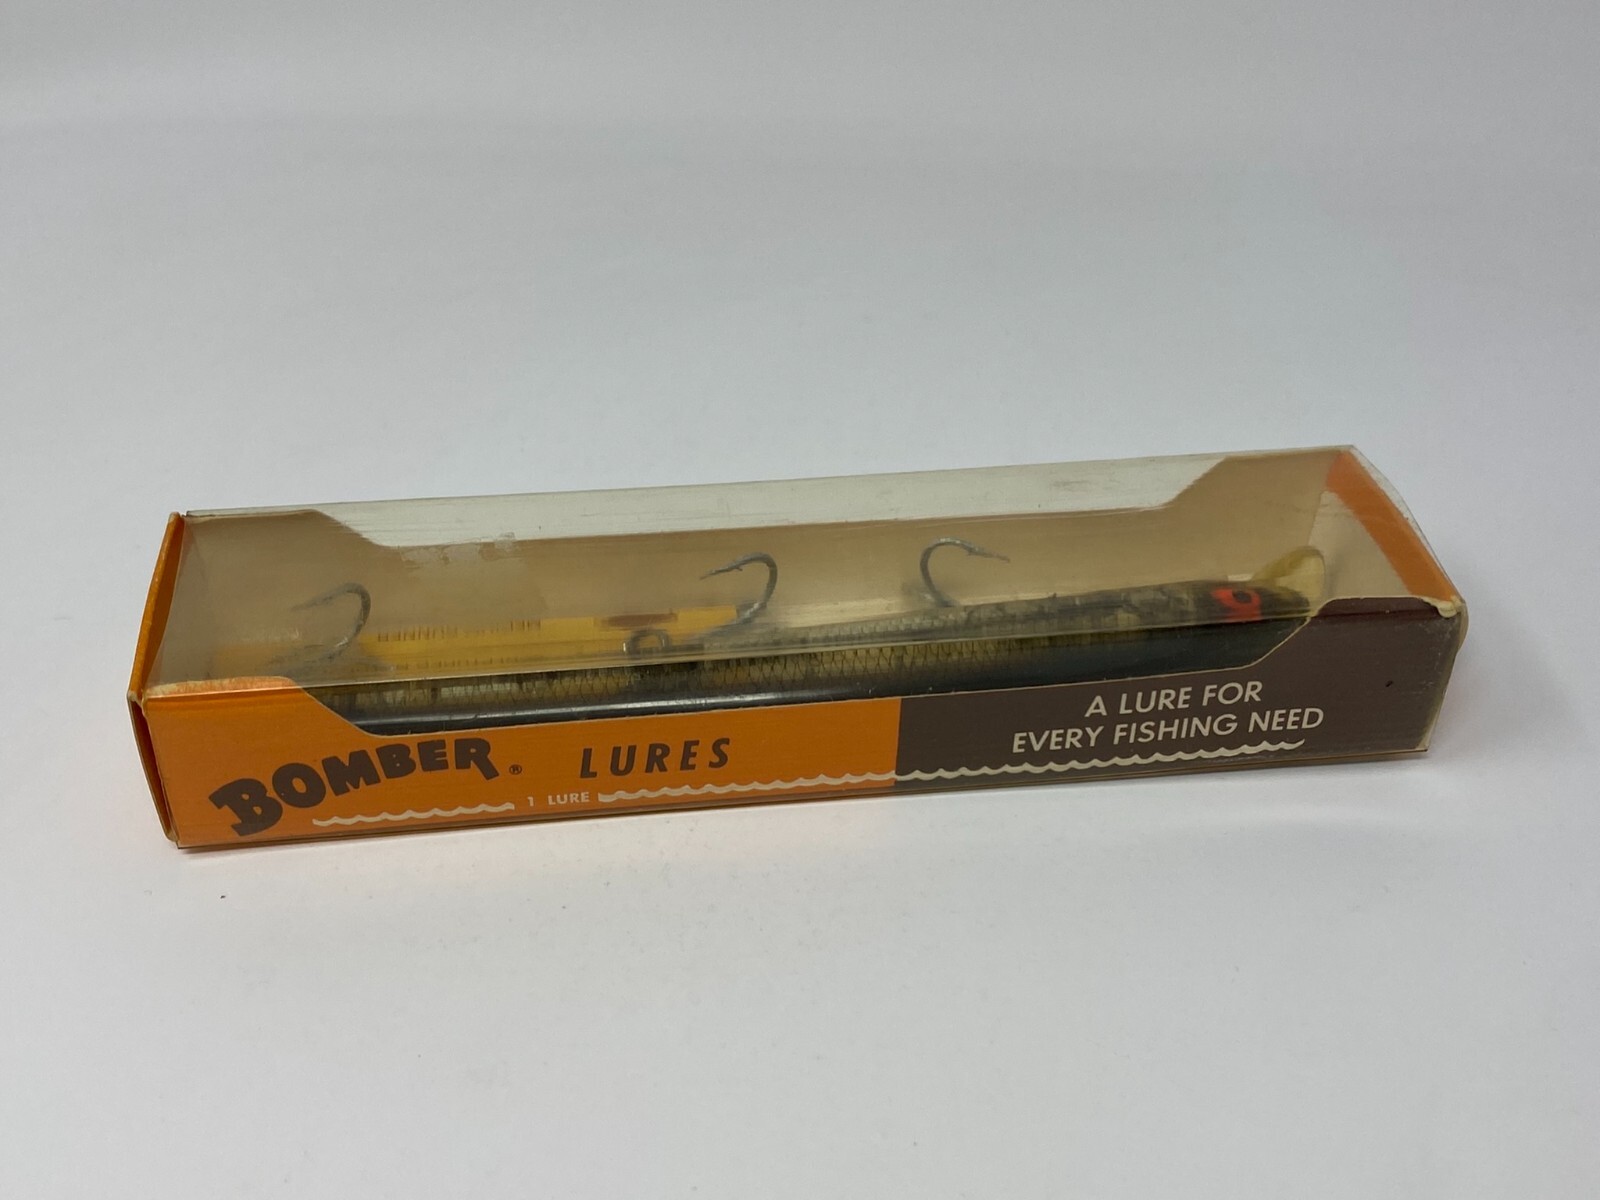 BOMBER® LURES
1 LURE
A LURE FOR
EVERY FISHING NEED